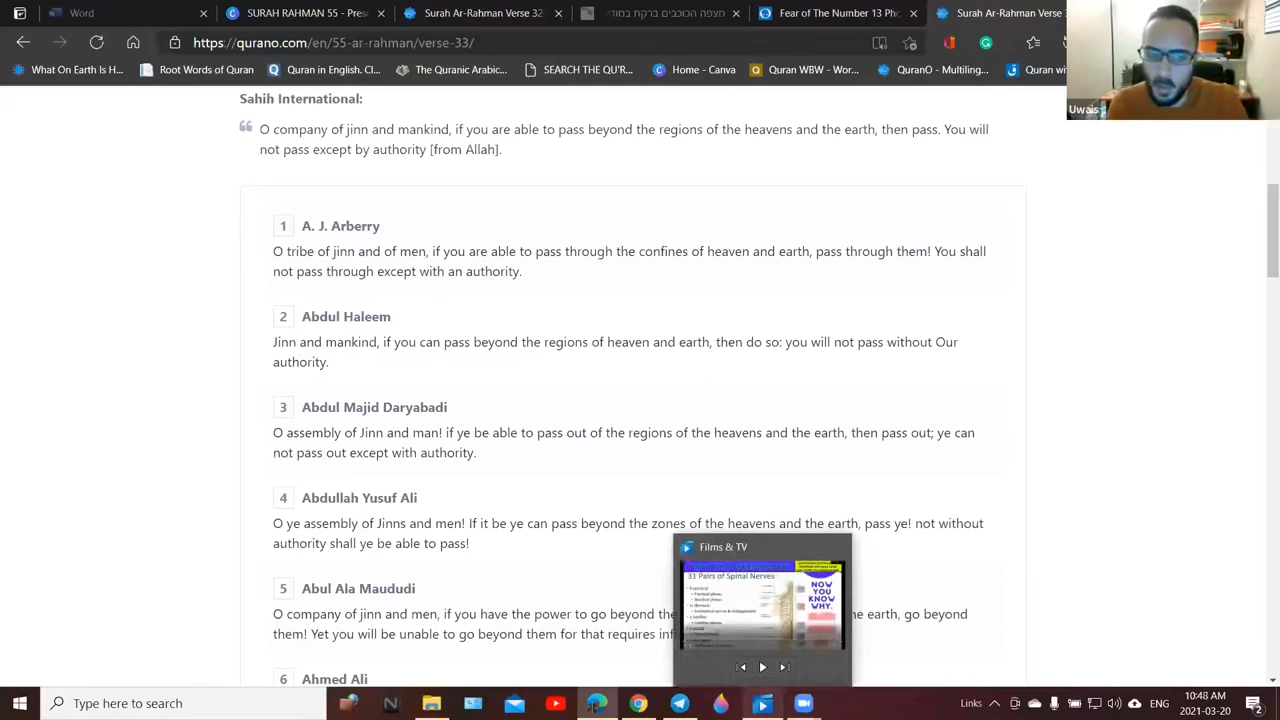 Word
SURAH RAHMAN 55 - Pres
Surah Ar-Rahman Verse 32
מצפה הכוכבים ברקת במודי
Fear of The Number 13 Pho
Surah Ar-Rahman Verse 33
https://qurano.com/en/55-ar-rahman/verse-33/
What On Earth Is H...
Root Words of Quran
Quran in English. .
The Quranic Arabic...
SEARCH THE QU'R...
Home - Canva
Quran WBW - Wor...
QuranO - Multiling...
Quran wit
Uwais
Sahih International:
O company of jinn and mankind, if you are able to pass beyond the regions of the heavens and the earth, then pass. You will
not pass except by authority [from Allah].
1 A. J. Arberry
O tribe of jinn and of men, if you are able to pass through the confines of heaven and earth, pass through them! You shall
not pass through except with an authority.
2 Abdul Haleem
Jinn and mankind, if you can pass beyond the regions of heaven and earth, then do so: you will not pass without Our
authority.
3 Abdul Majid Daryabadi
O assembly of Jinn and man! if ye be able to pass out of the regions of the heavens and the earth, then pass out; ye can
not pass out except with authority.
4 Abdullah Yusuf Ali
O ye assembly of Jinns and men! If it be ye can pass beyond the zones of the heavens and the earth, pass ye! not without
authority shall ye be able to pass!
5 Abul Ala Maududi
O company of jinn and men, if you have the power to go beyond the earth, go beyond
them! Yet you will be unable to go beyond them for that requires
6 Ahmed Ali
Films & TV
31 Pairs of Spinal Nerves
NOW
YOU
KNOW
WHY.
Type here to search
Links
ENG
10:48 AM
2021-03-20
2